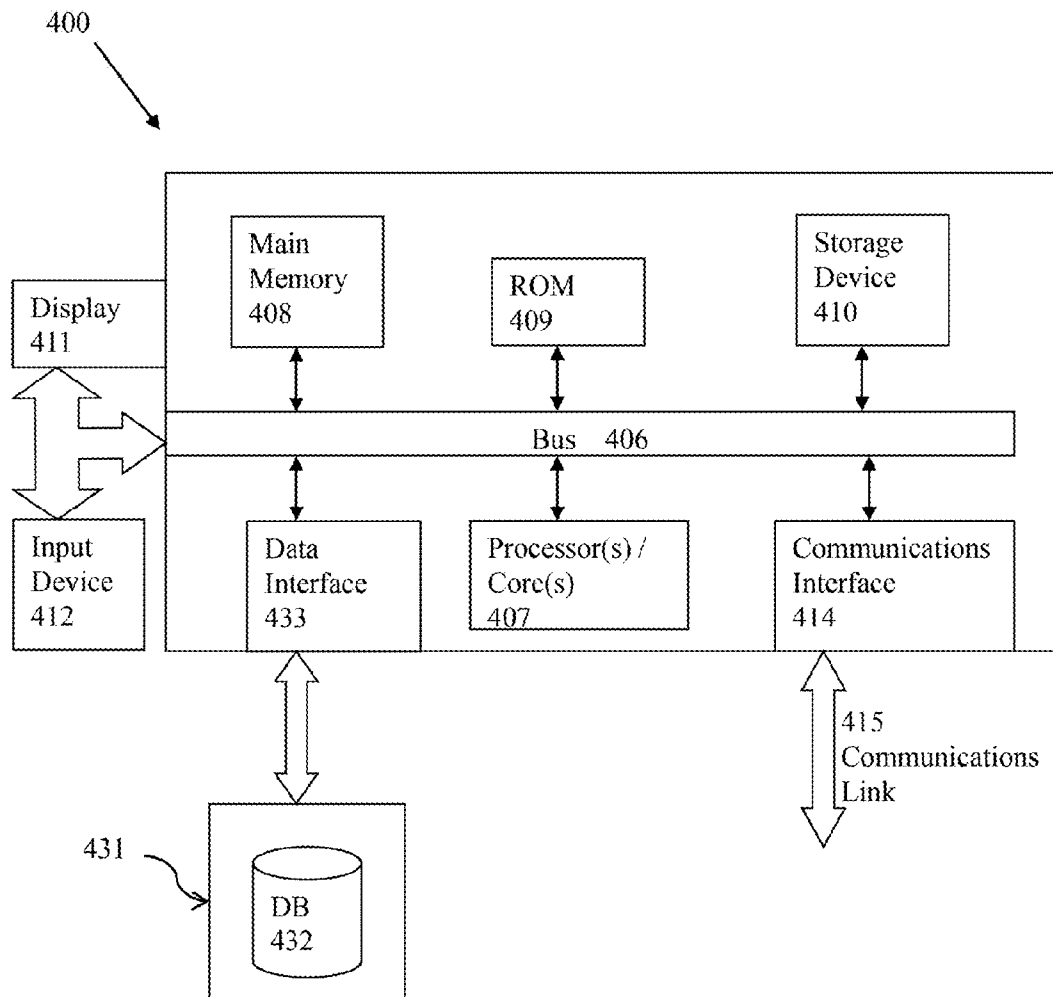 400
Main
Memory
408
ROM
409
Storage
Device
410
Display
411
Bus 406
Input
Device
412
Data
Interface
433
Processor(s) /
Core(s)
407
Communications
Interface
414
415
Communications
Link
431
DB
432